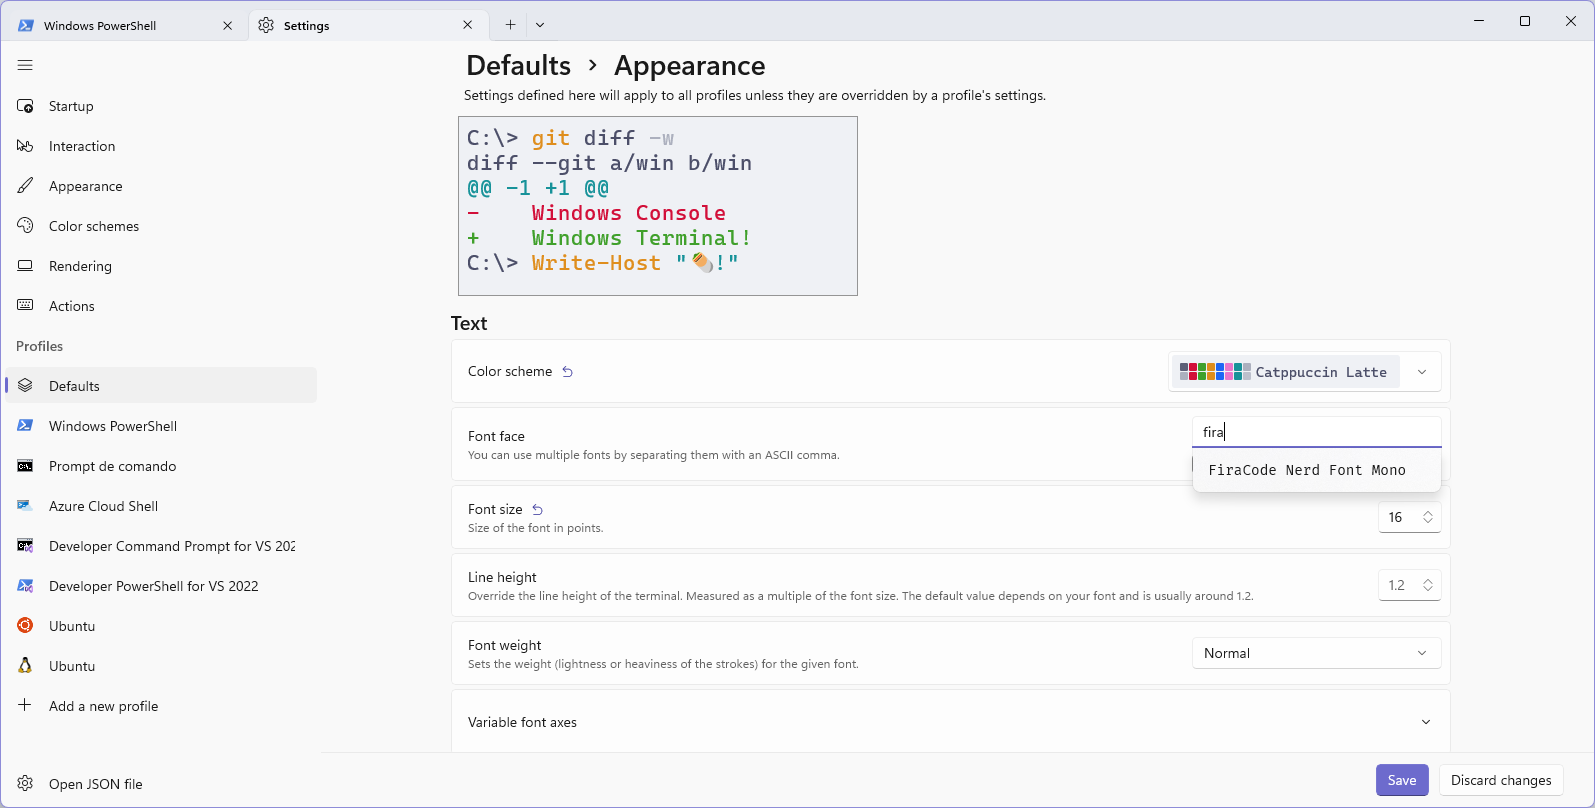 Windows PowerShell
Settings
Defaults > Appearance
Settings defined here will apply to all profiles unless they are overridden by a profile's settings.
C:\> git diff -w
diff --git a/win b/win
@@ -1 +1 @@
-    Windows Console
+    Windows Terminal!
C:\> Write-Host "🌯!"
Text
Color scheme
Catppuccin Latte
Font face
You can use multiple fonts by separating them with an ASCII comma.
fira
FiraCode Nerd Font Mono
Font size
Size of the font in points.
16
Line height
Override the line height of the terminal. Measured as a multiple of the font size. The default value depends on your font and is usually around 1.2.
1.2
Font weight
Sets the weight (lightness or heaviness of the strokes) for the given font.
Normal
Variable font axes
Save
Discard changes
Startup
Interaction
Appearance
Color schemes
Rendering
Actions
Profiles
Defaults
Windows PowerShell
Prompt de comando
Azure Cloud Shell
Developer Command Prompt for VS 202
Developer PowerShell for VS 2022
Ubuntu
Ubuntu
Add a new profile
Open JSON file